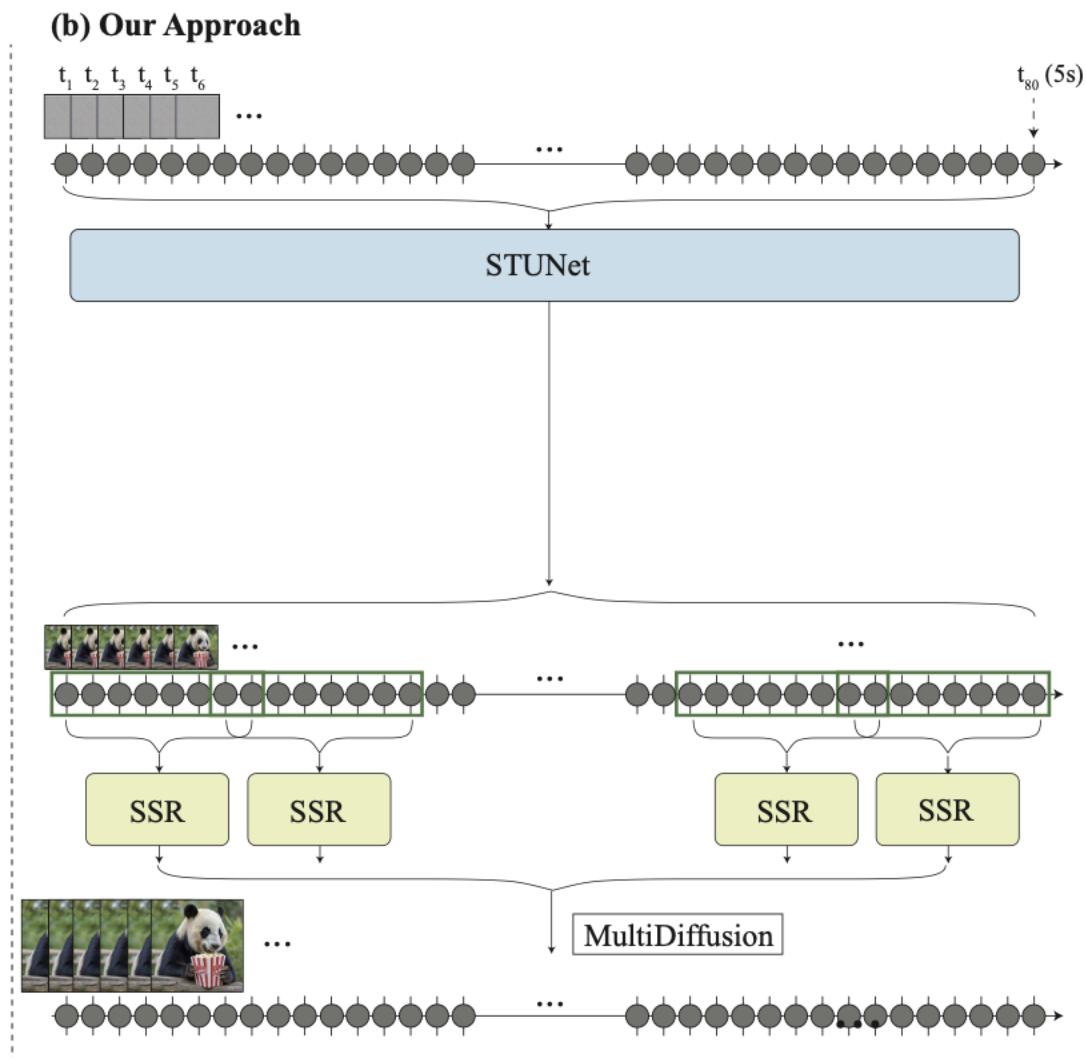 (b) Our Approach
t1 t2 t3 t4 t5 t6 ... t80 (5s)
...
STUNet
... ...
...
SSR SSR SSR SSR
MultiDiffusion
...
...